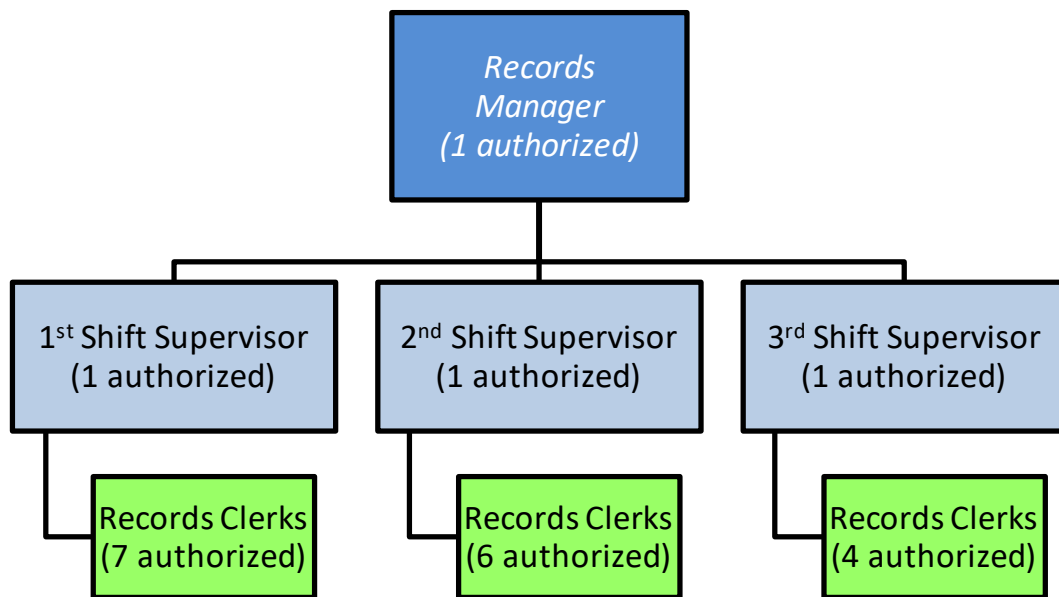 Records
Manager
(1 authorized)
1st Shift Supervisor
(1 authorized)
2nd Shift Supervisor
(1 authorized)
3rd Shift Supervisor
(1 authorized)
Records Clerks
(7 authorized)
Records Clerks
(6 authorized)
Records Clerks
(4 authorized)